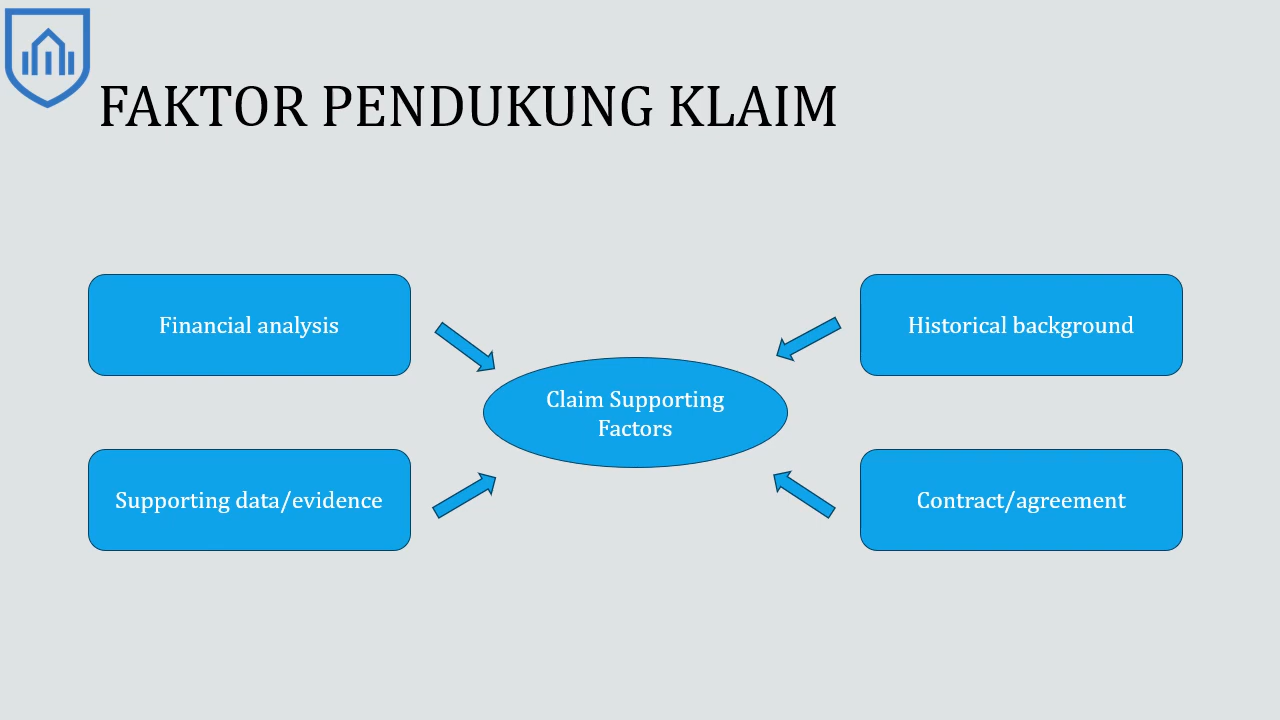 FAKTOR PENDUKUNG KLAIM
Financial analysis
Historical background
Claim Supporting
Factors
Supporting data/evidence
Contract/agreement